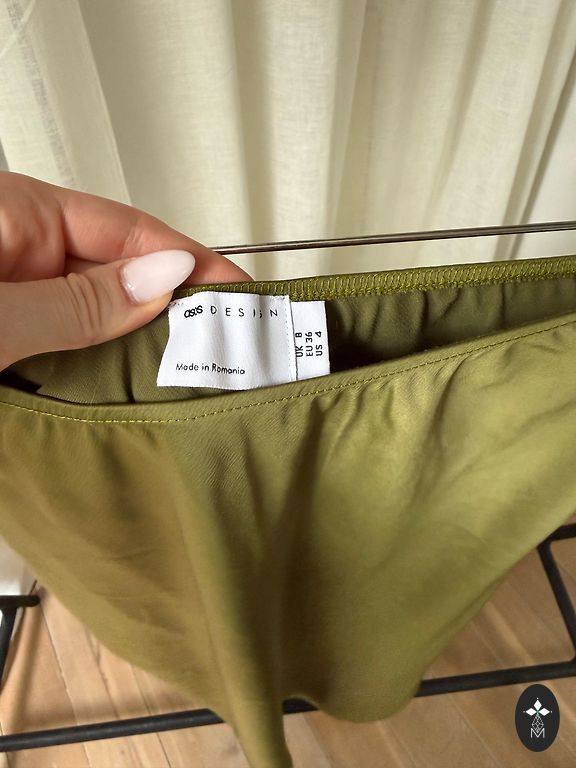 asos DESIGN
Made in Romania
UK 8
EU 36
US 4
M